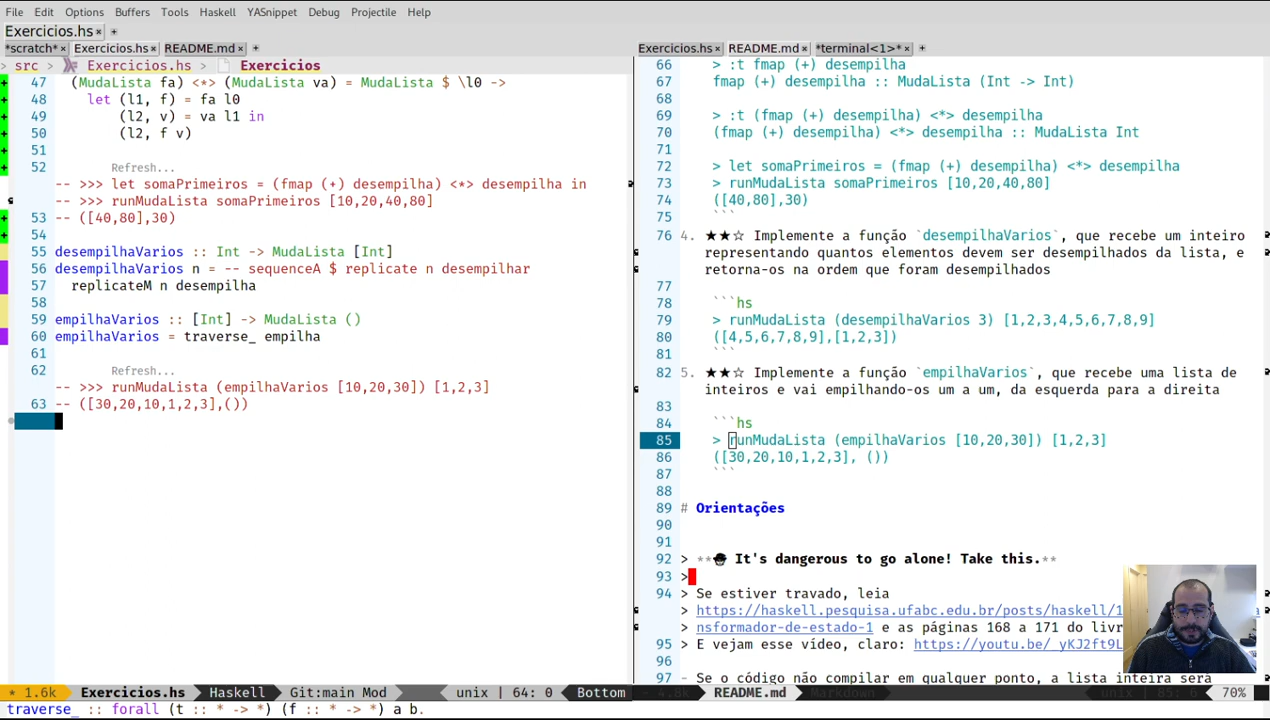 File Edit Options Buffers Tools Haskell YASnippet Debug Projectile Help
Exercicios.hs× +
*scratch*× Exercicios.hs× README.md× +
> src > Exercicios.hs > Exercicios
47 (MudaLista fa) <*> (MudaLista va) = MudaLista $ \l0 ->
48 let (l1, f) = fa l0
49 (l2, v) = va l1 in
50 (l2, f v)
51
52
Refresh...
-- >>> let somaPrimeiros = (fmap (+) desempilha) <*> desempilha in
-- >>> runMudaLista somaPrimeiros [10,20,40,80]
53 -- ([40,80],30)
54
55 desempilhaVarios :: Int -> MudaLista [Int]
56 desempilhaVarios n = -- sequenceA $ replicate n desempilhar
57 replicateM n desempilha
58
59 empilhaVarios :: [Int] -> MudaLista ()
60 empilhaVarios = traverse_ empilha
61
62
Refresh...
-- >>> runMudaLista (empilhaVarios [10,20,30]) [1,2,3]
63 -- ([30,20,10,1,2,3],())
* 1.6k Exercicios.hs Haskell Git:main Mod unix | 64: 0 Bottom
traverse_ :: forall (t :: * -> *) (f :: * -> *) a b.
Exercicios.hs× README.md× *terminal<1>*× +
66 > :t fmap (+) desempilha
67 fmap (+) desempilha :: MudaLista (Int -> Int)
68
69 > :t (fmap (+) desempilha) <*> desempilha
70 (fmap (+) desempilha) <*> desempilha :: MudaLista Int
71
72 > let somaPrimeiros = (fmap (+) desempilha) <*> desempilha
73 > runMudaLista somaPrimeiros [10,20,40,80]
74 ([40,80],30)
75 ```
76 4. ★★☆ Implemente a função `desempilhaVarios`, que recebe um inteiro
representando quantos elementos devem ser desempilhados da lista, e
retorna-os na ordem que foram desempilhados
77
78 ```hs
79 > runMudaLista (desempilhaVarios 3) [1,2,3,4,5,6,7,8,9]
80 ([4,5,6,7,8,9],[1,2,3])
81 ```
82 5. ★★☆ Implemente a função `empilhaVarios`, que recebe uma lista de
inteiros e vai empilhando-os um a um, da esquerda para a direita
83
84 ```hs
85 > runMudaLista (empilhaVarios [10,20,30]) [1,2,3]
86 ([30,20,10,1,2,3], ())
87 ```
88
89 # Orientações
90
91
92 > ** It's dangerous to go alone! Take this.**
93 >
94 > Se estiver travado, leia
> https://haskell.pesquisa.ufabc.edu.br/posts/haskell/1
nsformador-de-estado-1 e as páginas 168 a 171 do livr
95 > E vejam esse vídeo, claro: https://youtu.be/_yKJ2ft9L
96
97 - Se o código não compilar em qualquer ponto, a lista inteira será
4.8k README.md Markdown unix | 85: 6 70%